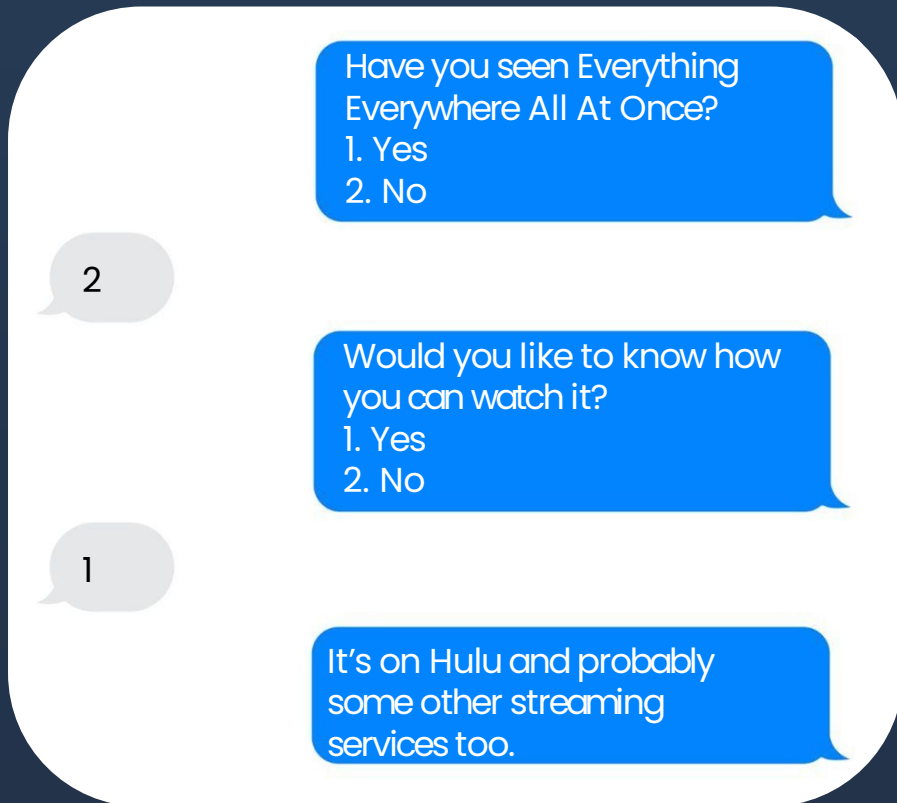 Have you seen Everything
Everywhere All At Once?
1. Yes
2. No
2
Would you like to know how
you can watch it?
1. Yes
2. No
1
It’s on Hulu and probably
some other streaming
services too.